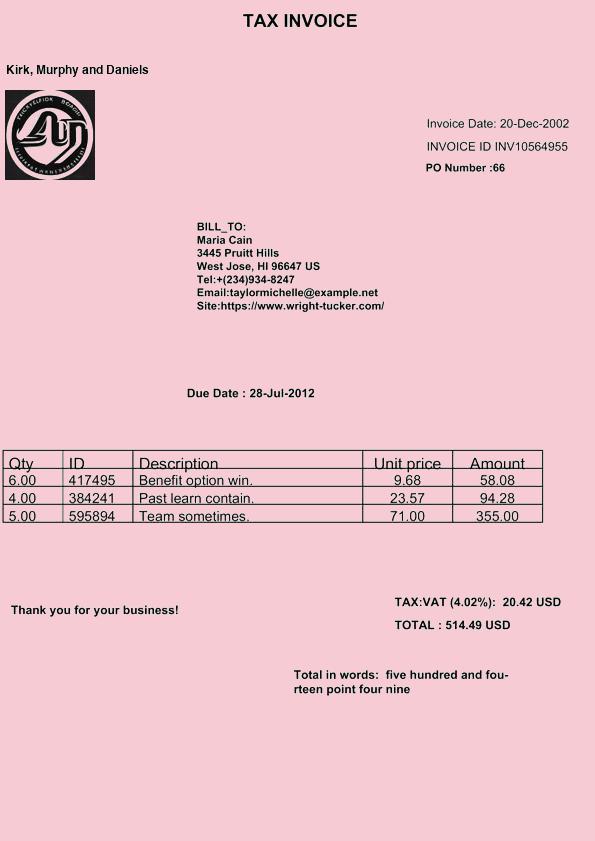 TAX INVOICE
Kirk, Murphy and Daniels
Invoice Date: 20-Dec-2002
INVOICE ID INV10564955
PO Number :66
BILL_TO:
Maria Cain
3445 Pruitt Hills
West Jose, HI 96647 US
Tel:+(234)934-8247
Email:taylormichelle@example.net
Site:https://www.wright-tucker.com/
Due Date : 28-Jul-2012
Qty ID Description Unit price Amount
6.00 417495 Benefit option win. 9.68 58.08
4.00 384241 Past learn contain. 23.57 94.28
5.00 595894 Team sometimes. 71.00 355.00
TAX:VAT (4.02%): 20.42 USD
Thank you for your business!
TOTAL : 514.49 USD
Total in words: five hundred and fou-
rteen point four nine